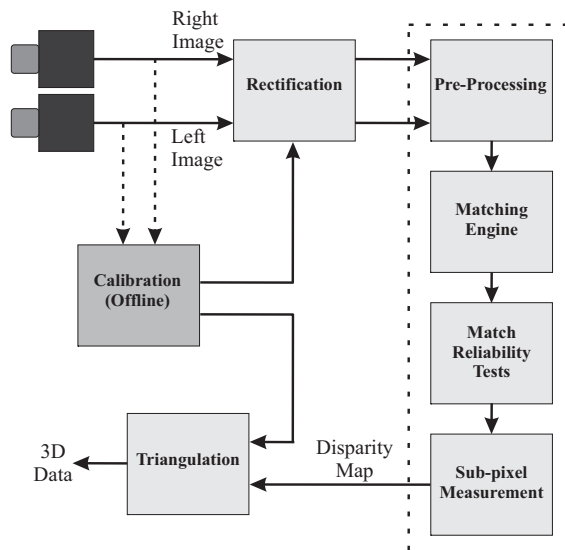 Right
Image
Rectification
Pre-Processing
Left
Image
Matching
Engine
Calibration
(Offline)
Match
Reliability
Tests
3D
Data
Triangulation
Disparity
Map
Sub-pixel
Measurement